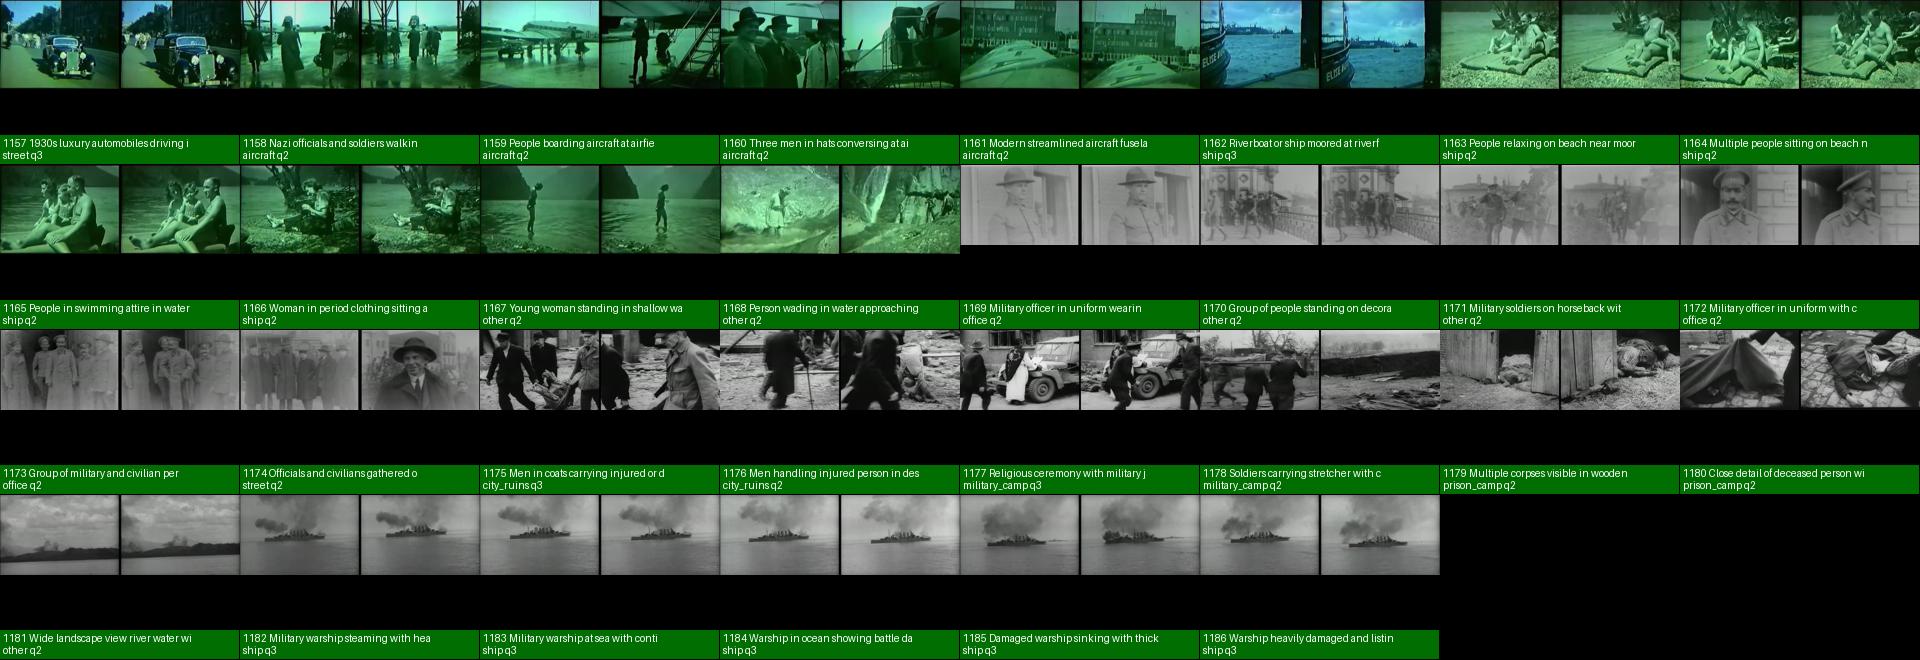 ELISE
1157 1930s luxury automobiles driving i
street q3
1158 Nazi officials and soldiers walkin
aircraft q2
1159 People boarding aircraft at airfie
aircraft q2
1160 Three men in hats conversing at ai
aircraft q2
1161 Modern streamlined aircraft fusela
aircraft q2
1162 Riverboat or ship moored at riverf
ship q3
1163 People relaxing on beach near moor
ship q2
1164 Multiple people sitting on beach n
ship q2
1165 People in swimming attire in water
ship q2
1166 Woman in period clothing sitting a
ship q2
1167 Young woman standing in shallow wa
other q2
1168 Person wading in water approaching
other q2
1169 Military officer in uniform wearin
office q2
1170 Group of people standing on decora
other q2
1171 Military soldiers on horseback wit
other q2
1172 Military officer in uniform with c
office q2
1173 Group of military and civilian per
office q2
1174 Officials and civilians gathered o
street q2
1175 Men in coats carrying injured or d
city_ruins q3
1176 Men handling injured person in des
city_ruins q2
1177 Religious ceremony with military j
military_camp q3
1178 Soldiers carrying stretcher with c
military_camp q2
1179 Multiple corpses visible in wooden
prison_camp q2
1180 Close detail of deceased person wi
prison_camp q2
1181 Wide landscape view river water wi
other q2
1182 Military warship steaming with hea
ship q3
1183 Military warship at sea with conti
ship q3
1184 Warship in ocean showing battle da
ship q3
1185 Damaged warship sinking with thick
ship q3
1186 Warship heavily damaged and listin
ship q3